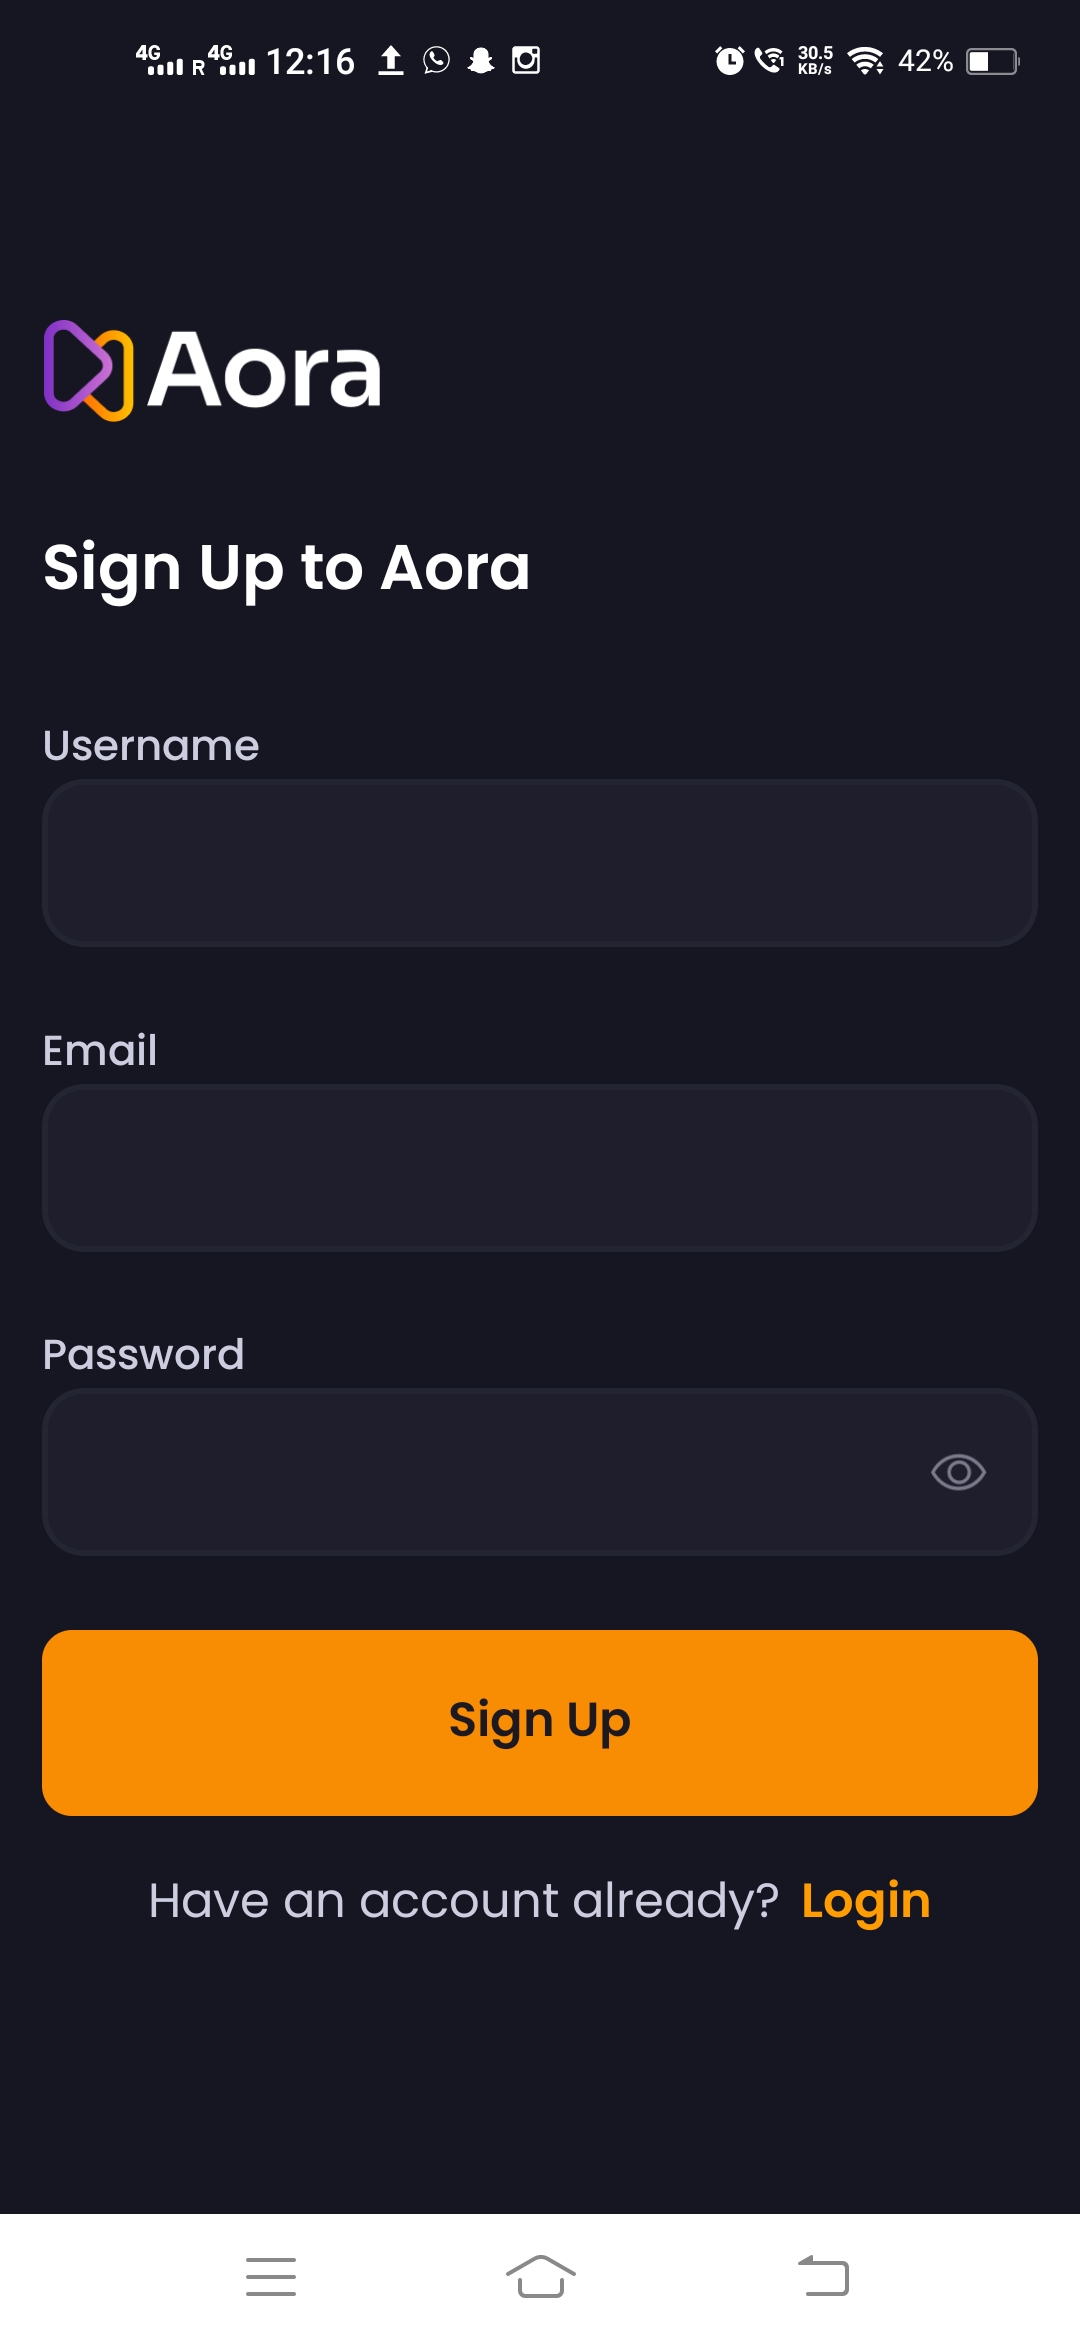 4G R 4G 12:16 30.5 KB/s 42%
Aora
Sign Up to Aora
Username
Email
Password
Sign Up
Have an account already? Login